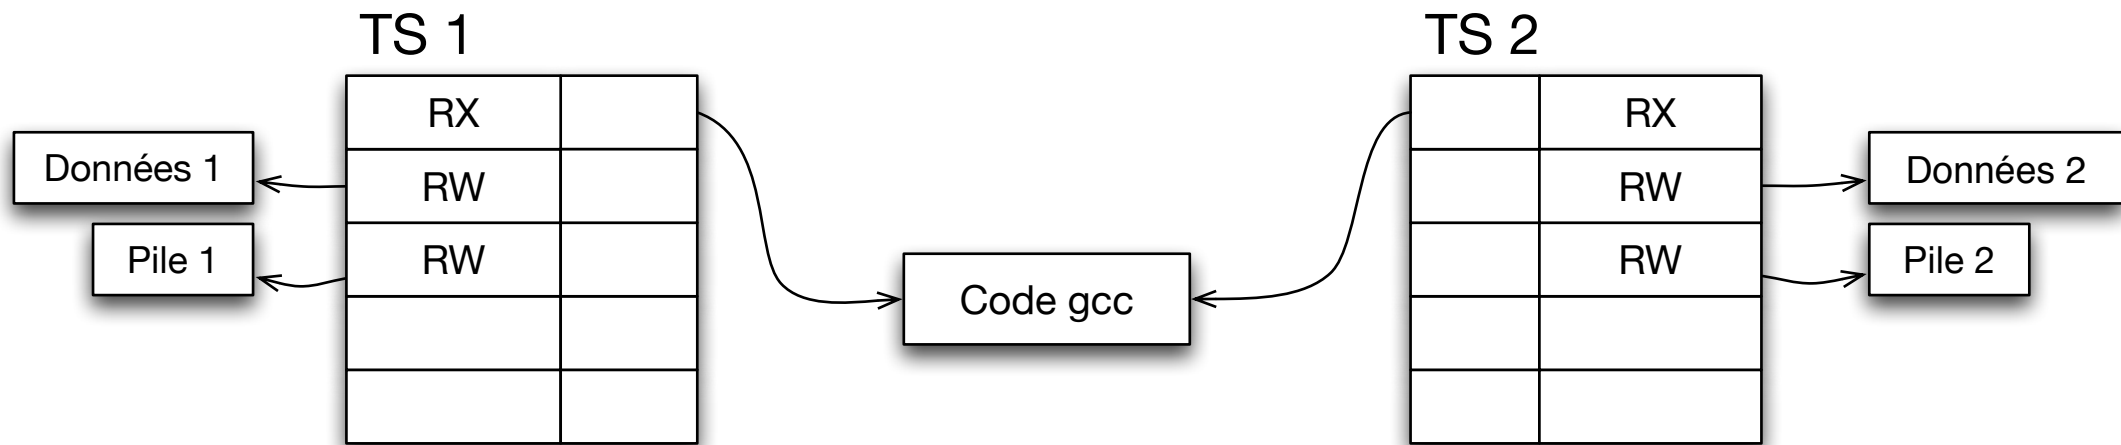 TS 1
TS 2
RX
RX
Données 1
RW
RW
Données 2
Pile 1
RW
RW
Pile 2
Code gcc